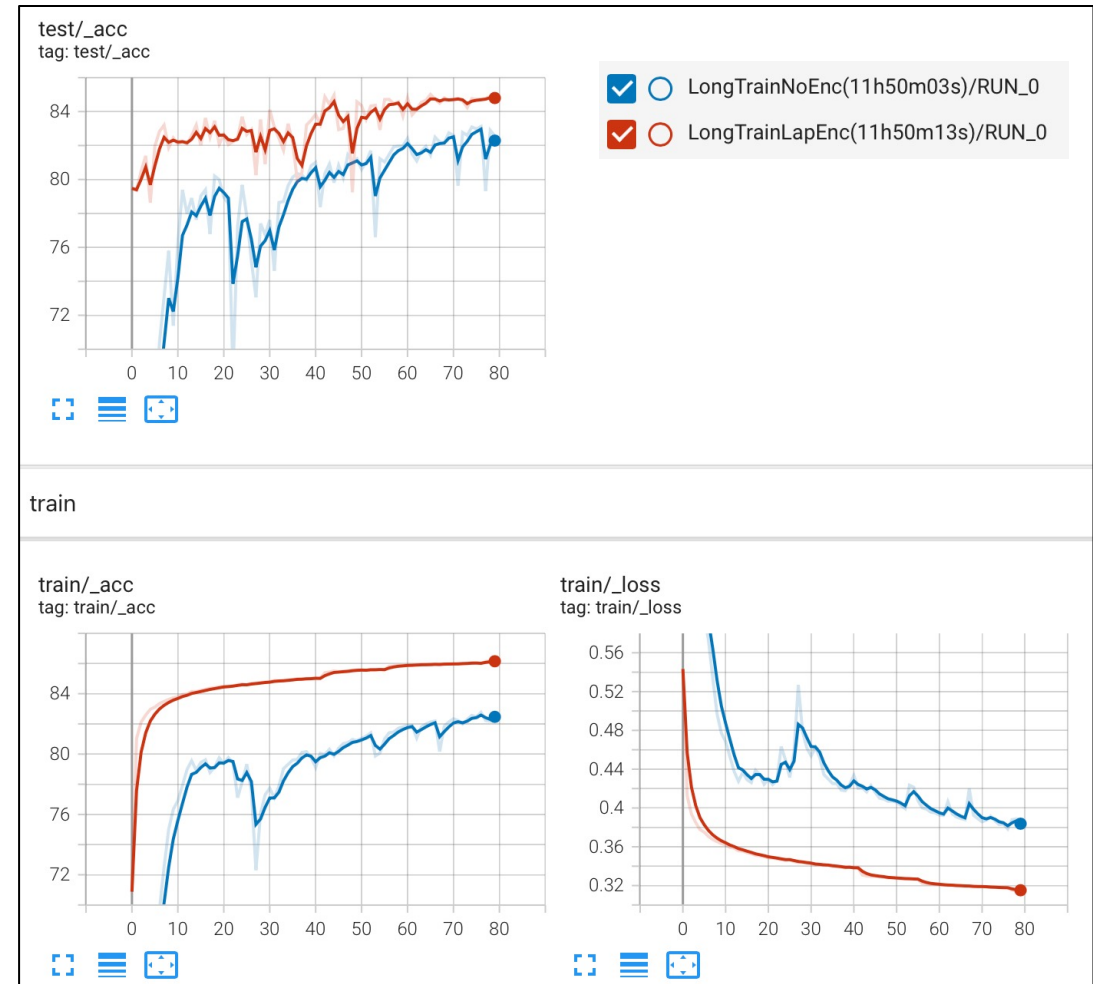 test/_acc
tag: test/_acc
84
80
76
72
0 10 20 30 40 50 60 70 80
LongTrainNoEnc(11h50m03s)/RUN_0
LongTrainLapEnc(11h50m13s)/RUN_0
train
train/_acc
tag: train/_acc
84
80
76
72
0 10 20 30 40 50 60 70 80
train/_loss
tag: train/_loss
0.56
0.52
0.48
0.44
0.4
0.36
0.32
0 10 20 30 40 50 60 70 80